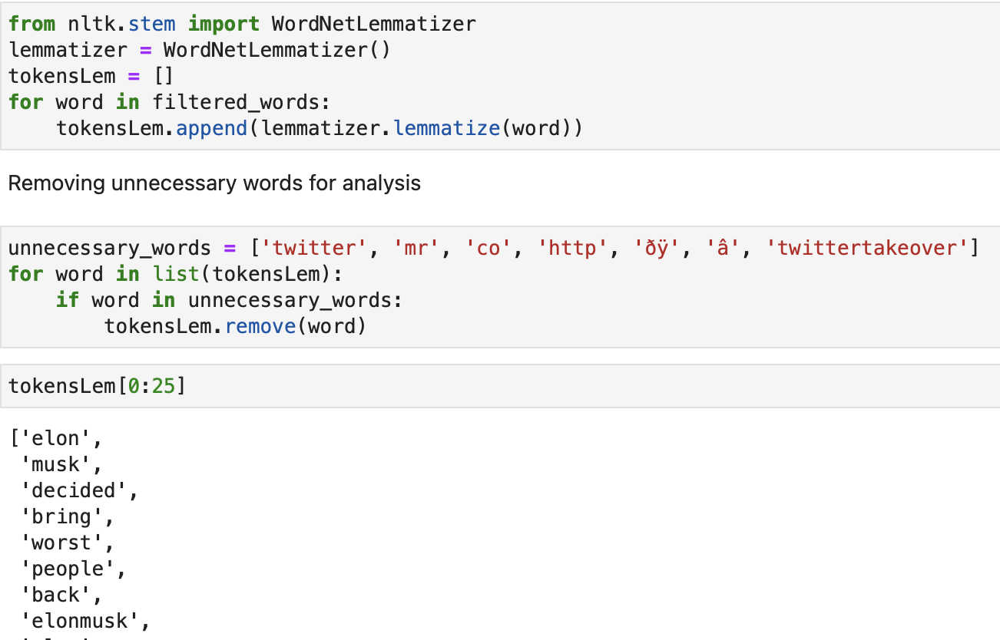 from nltk.stem import WordNetLemmatizer
lemmatizer = WordNetLemmatizer()
tokensLem = []
for word in filtered_words:
    tokensLem.append(lemmatizer.lemmatize(word))
Removing unnecessary words for analysis
unnecessary_words = ['twitter', 'mr', 'co', 'http', 'ðÿ', 'â', 'twittertakeover']
for word in list(tokensLem):
    if word in unnecessary_words:
        tokensLem.remove(word)
tokensLem[0:25]
['elon',
 'musk',
 'decided',
 'bring',
 'worst',
 'people',
 'back',
 'elonmusk',